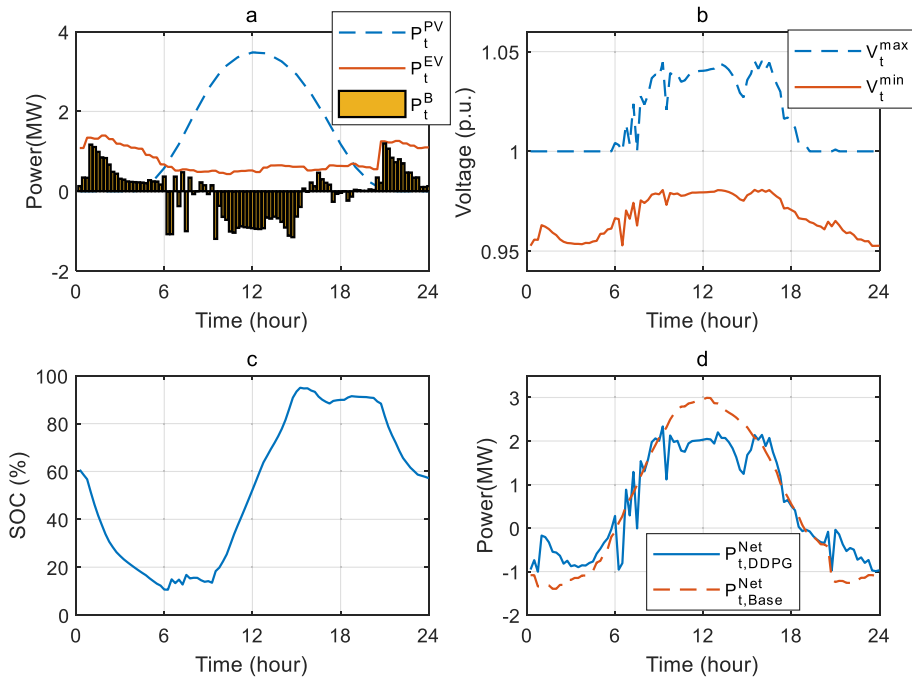 a
Power(MW)
4
2
0
-2
0
6
12
18
24
Time (hour)
P_t^PV
P_t^EV
P_t^B
b
Voltage (p.u.)
1.05
1
0.95
0
6
12
18
24
Time (hour)
V_t^max
V_t^min
c
SOC (%)
100
80
60
40
20
0
0
6
12
18
24
Time (hour)
d
Power(MW)
3
2
1
0
-1
-2
0
6
12
18
24
Time (hour)
P_t,DDPG^Net
P_t,Base^Net